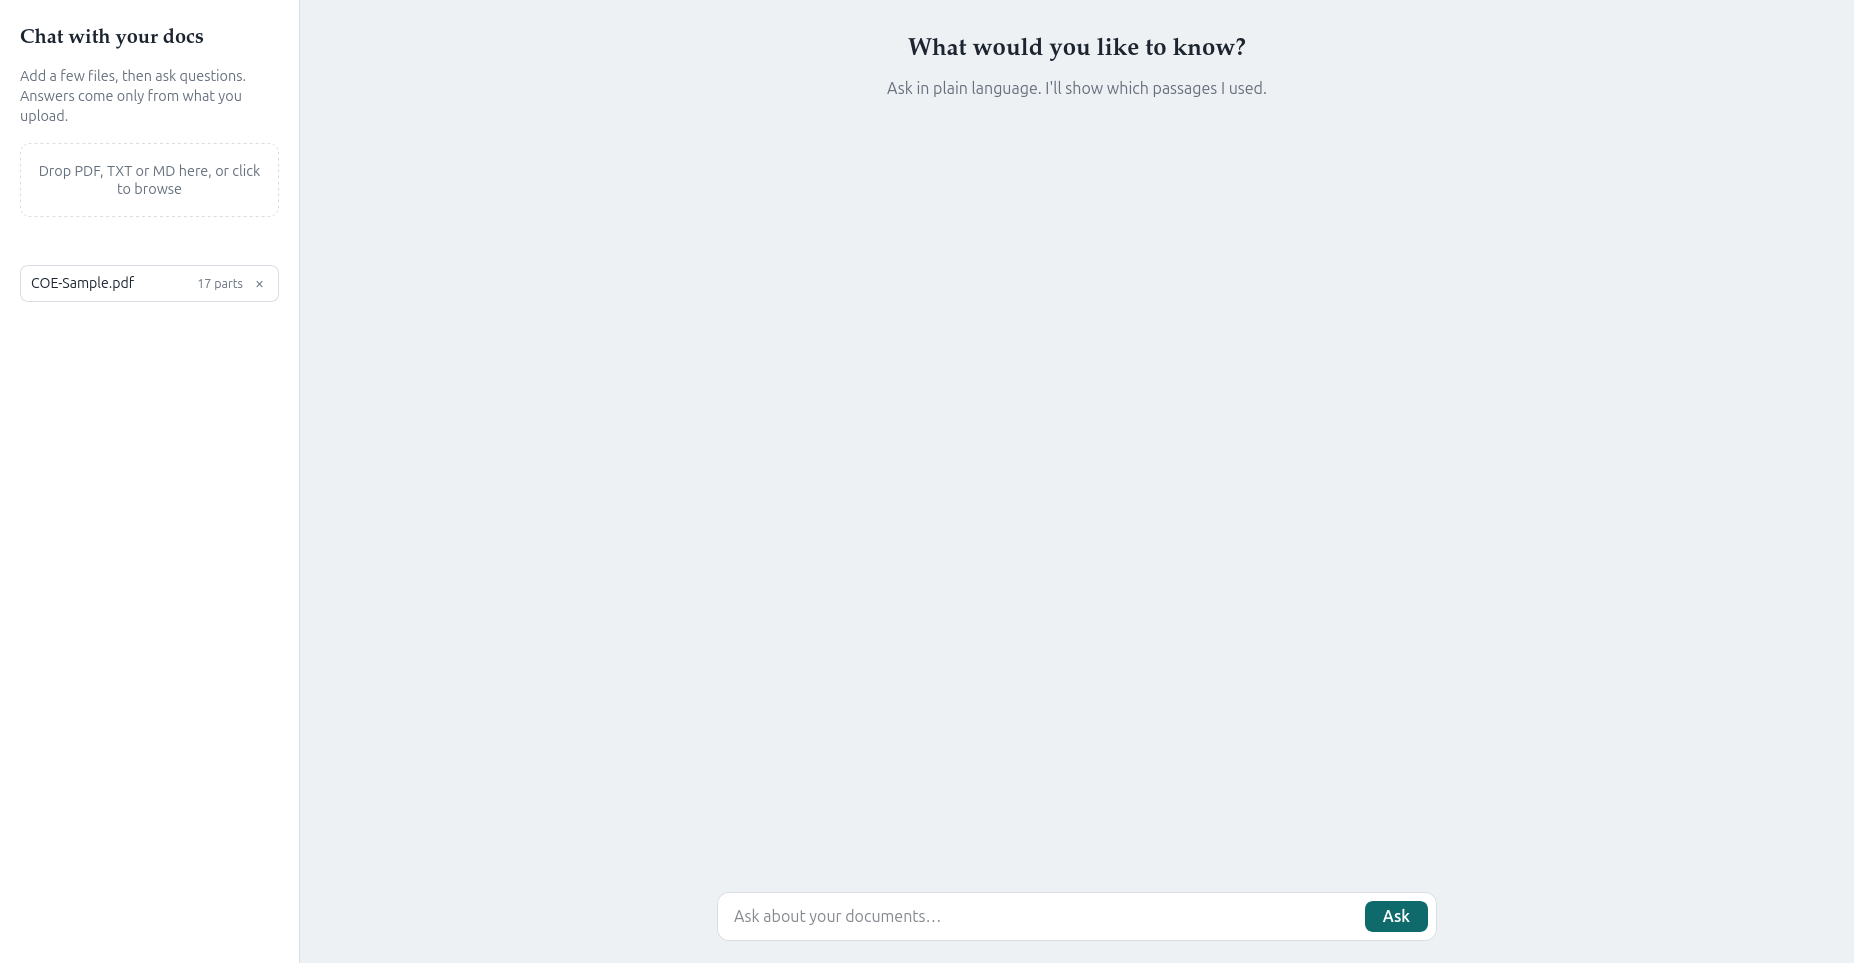 Chat with your docs
Add a few files, then ask questions.
Answers come only from what you
upload.
Drop PDF, TXT or MD here, or click
to browse
COE-Sample.pdf 17 parts ×
What would you like to know?
Ask in plain language. I'll show which passages I used.
Ask about your documents… Ask